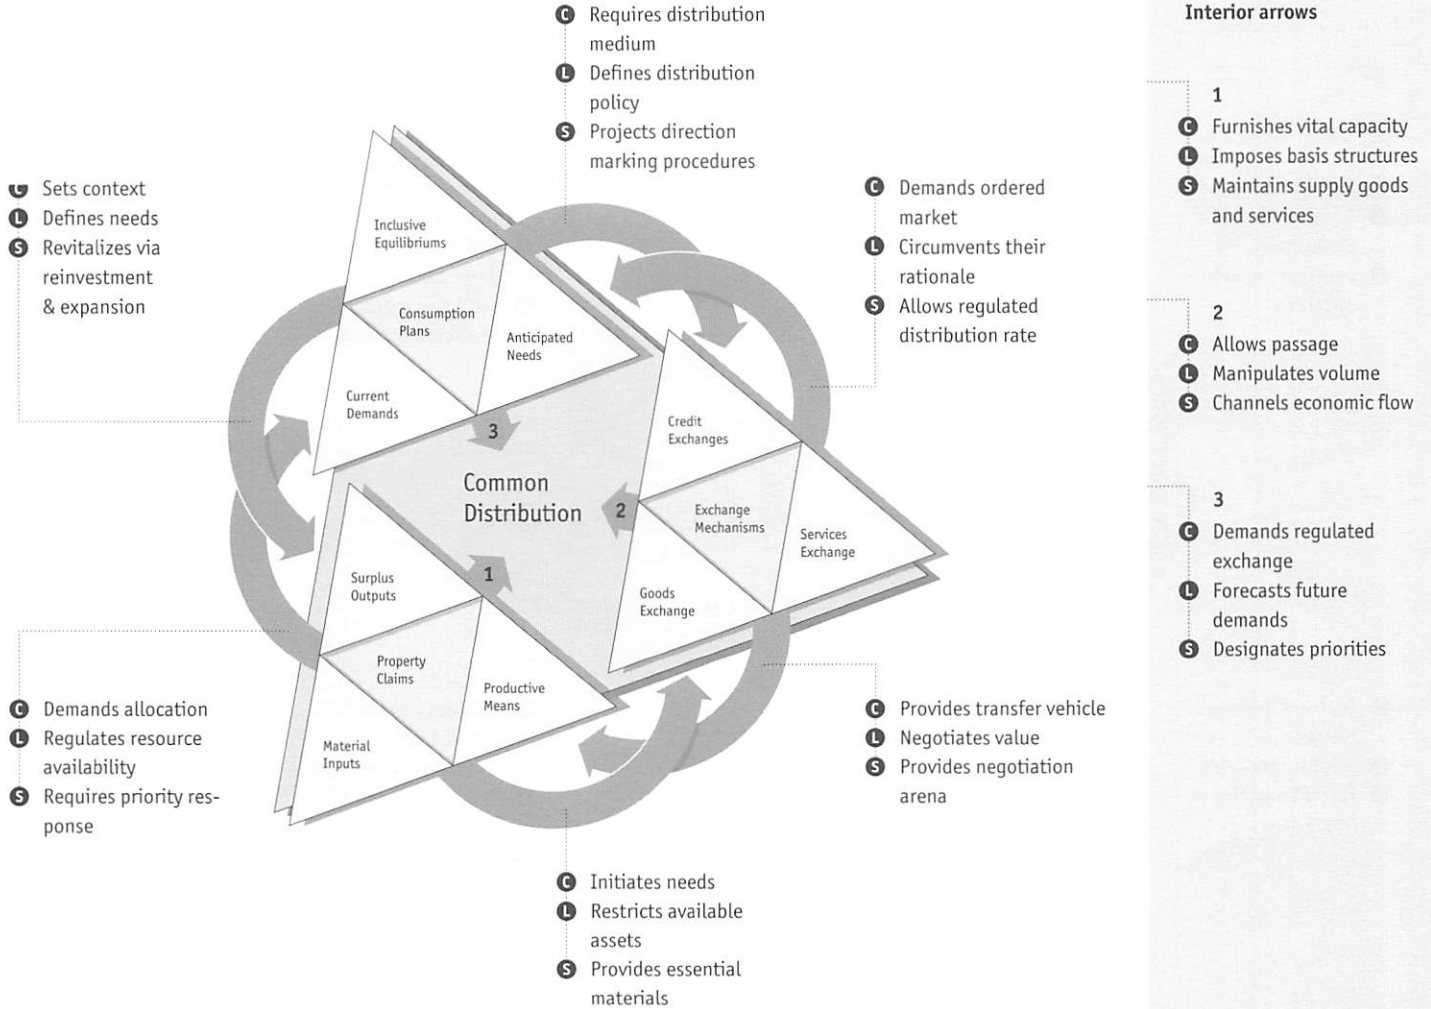 C Requires distribution
medium
L Defines distribution
policy
S Projects direction
marking procedures
C Sets context
L Defines needs
S Revitalizes via
reinvestment
& expansion
C Demands ordered
market
L Circumvents their
rationale
S Allows regulated
distribution rate
Inclusive
Equilibriums
Consumption
Plans
Anticipated
Needs
Current
Demands
3
Credit
Exchanges
Exchange
Mechanisms
Services
Exchange
Goods
Exchange
2
Common
Distribution
1
Surplus
Outputs
Property
Claims
Productive
Means
Material
Inputs
C Demands allocation
L Regulates resource
availability
S Requires priority res-
ponse
C Provides transfer vehicle
L Negotiates value
S Provides negotiation
arena
C Initiates needs
L Restricts available
assets
S Provides essential
materials
Interior arrows
1
C Furnishes vital capacity
L Imposes basis structures
S Maintains supply goods
and services
2
C Allows passage
L Manipulates volume
S Channels economic flow
3
C Demands regulated
exchange
L Forecasts future
demands
S Designates priorities